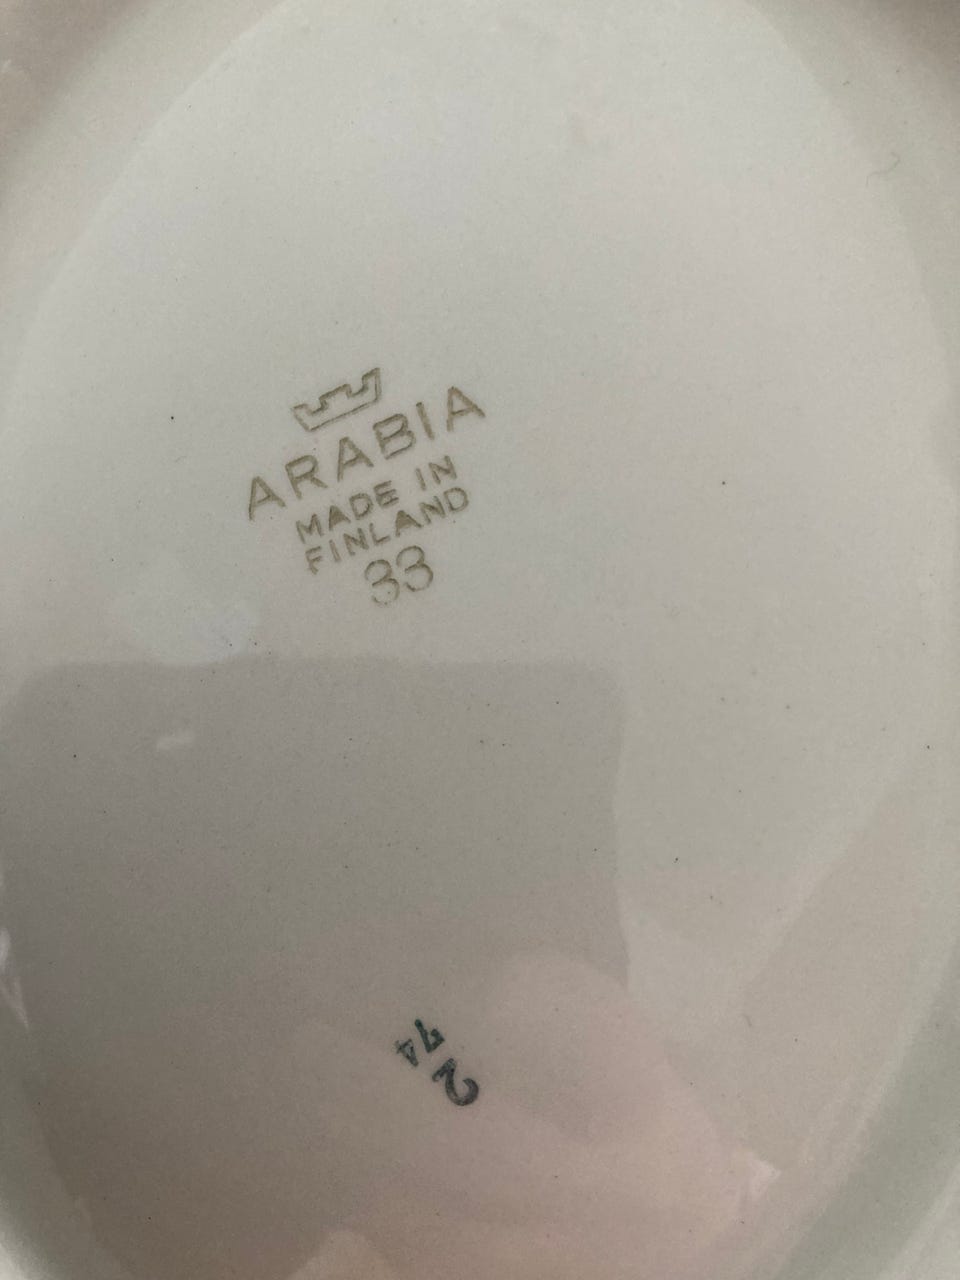 ARABIA
MADE IN
FINLAND
33
2
74